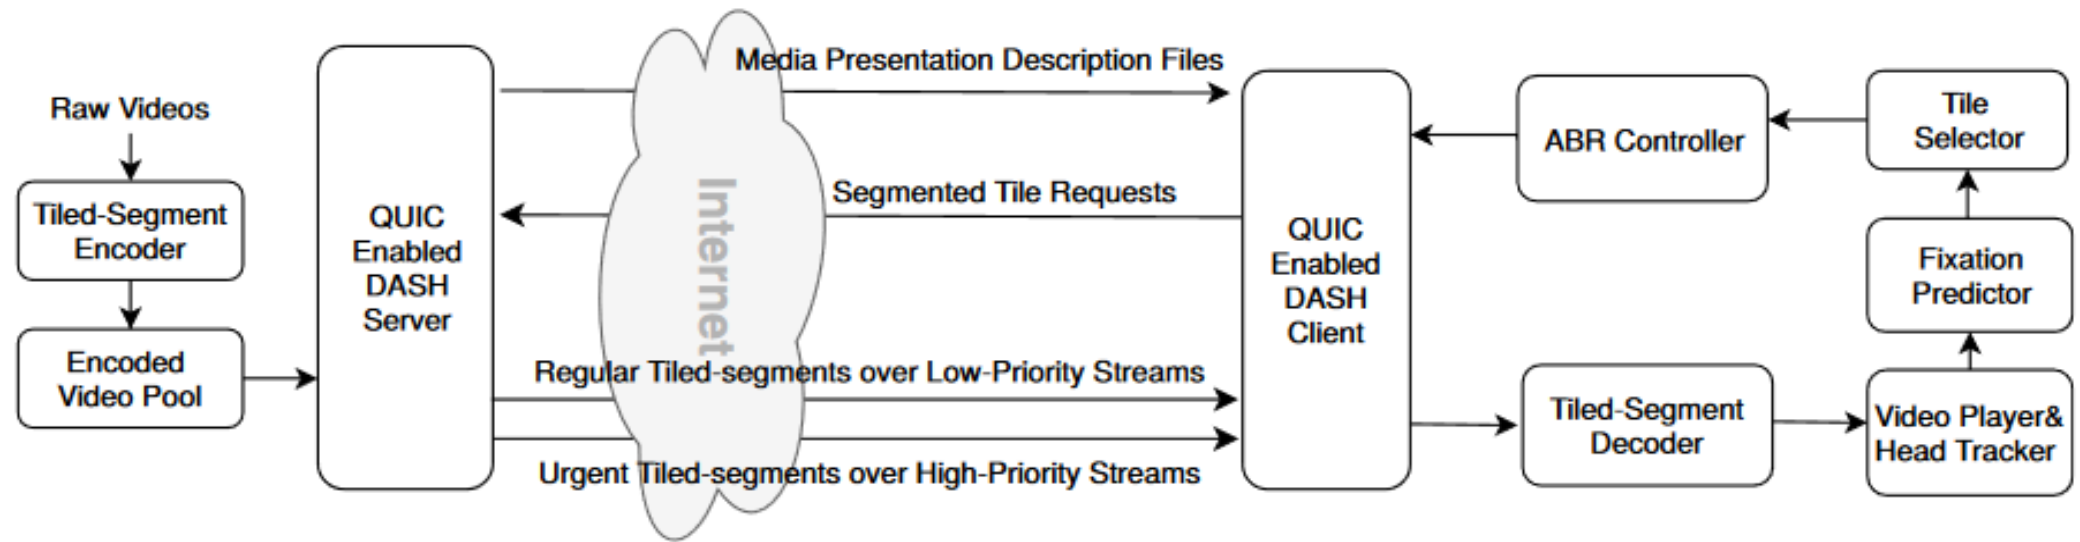 Raw Videos
Tiled-Segment
Encoder
Encoded
Video Pool
QUIC
Enabled
DASH
Server
Internet
Media Presentation Description Files
Segmented Tile Requests
Regular Tiled-segments over Low-Priority Streams
Urgent Tiled-segments over High-Priority Streams
QUIC
Enabled
DASH
Client
ABR Controller
Tile
Selector
Fixation
Predictor
Tiled-Segment
Decoder
Video Player&
Head Tracker